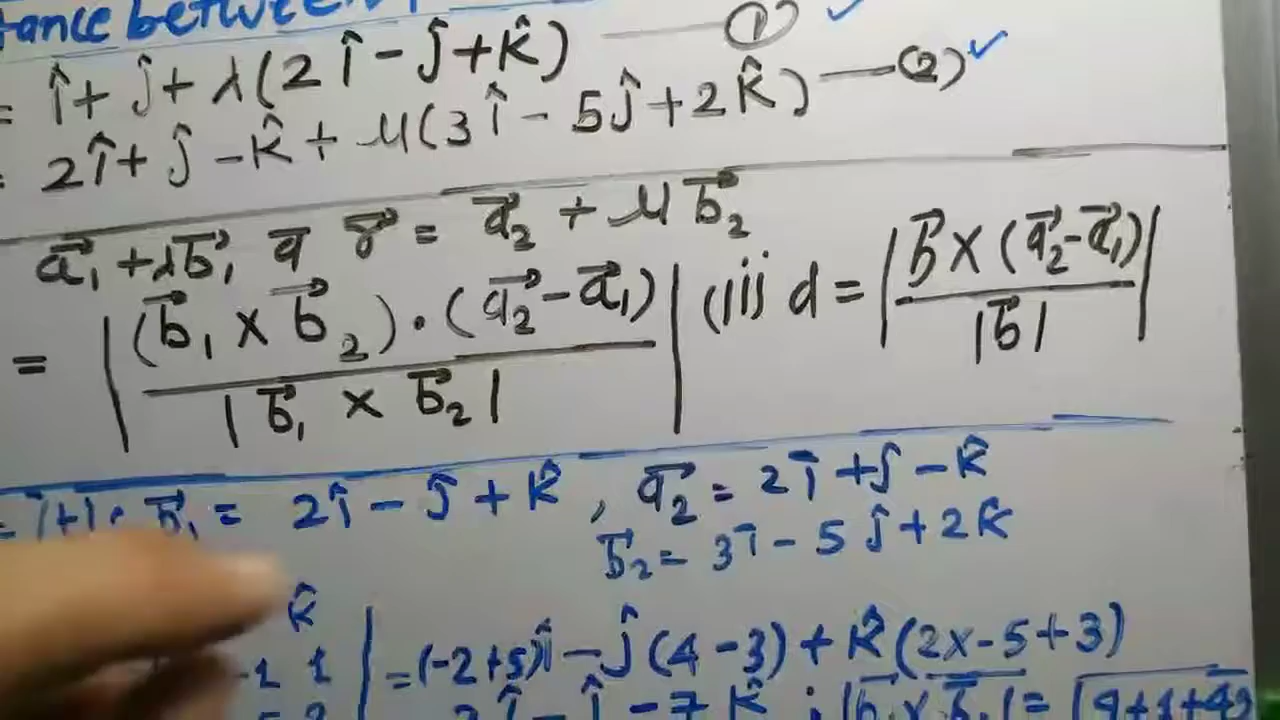 tance between
= î + ĵ + λ(2î - ĵ + k̂) — (1) ✓
= 2î + ĵ - k̂ + μ(3î - 5ĵ + 2k̂) — (2) ✓
a⃗₁ + λb⃗₁ व r⃗ = a⃗₂ + μb⃗₂
= |(b⃗₁ × b⃗₂)·(a⃗₂ - a⃗₁) / |b⃗₁ × b⃗₂|| (ii) d = |b⃗ × (a⃗₂ - a⃗₁) / |b⃗||
= î + ĵ, b⃗₁ = 2î - ĵ + k̂, a⃗₂ = 2î + ĵ - k̂
b⃗₂ = 3î - 5ĵ + 2k̂
k̂
-1 1 | = (-2+5)î - ĵ(4-3) + k̂(2x-5+3)
3î - ĵ - 7k̂ ; |b⃗₁ × b⃗₂| = √9+1+49